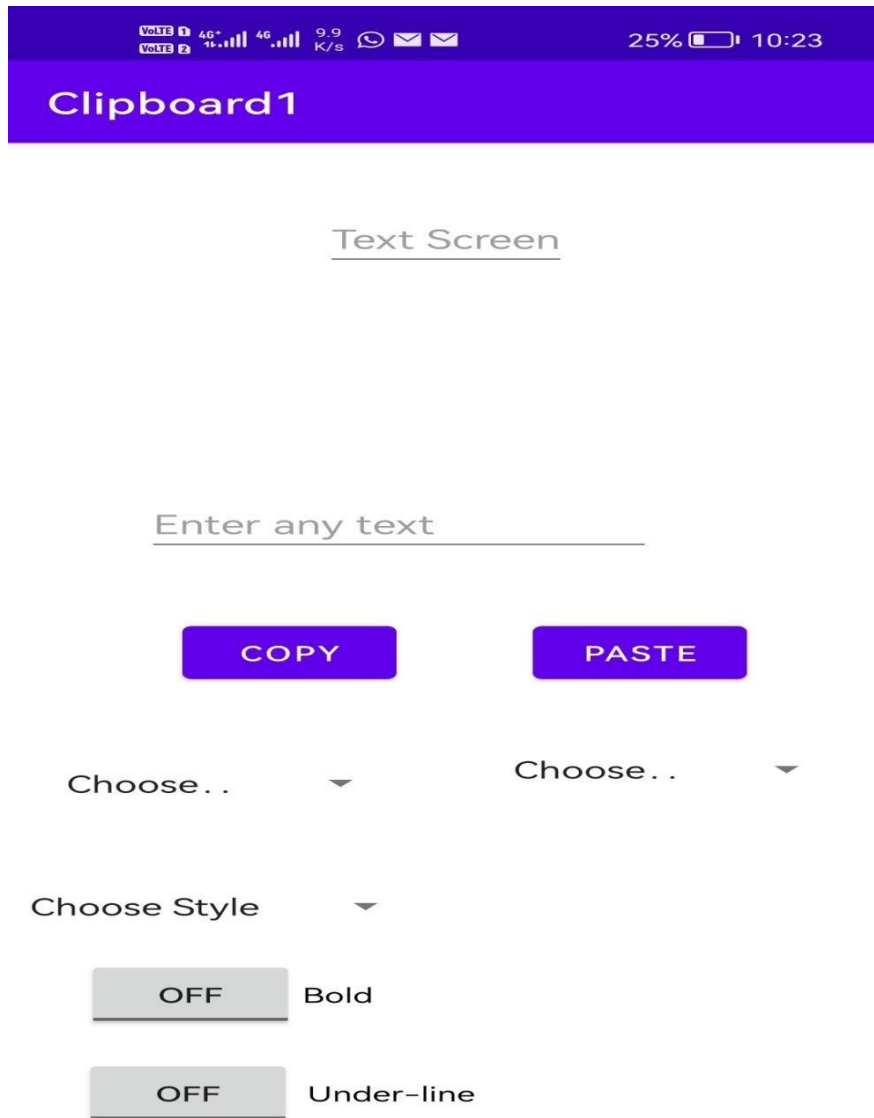 VoLTE 1 4G+ 4G 9.9 25% 10:23
VoLTE 2 K/s
Clipboard1
Text Screen
Enter any text
COPY PASTE
Choose.. Choose..
Choose Style
OFF Bold
OFF Under-line